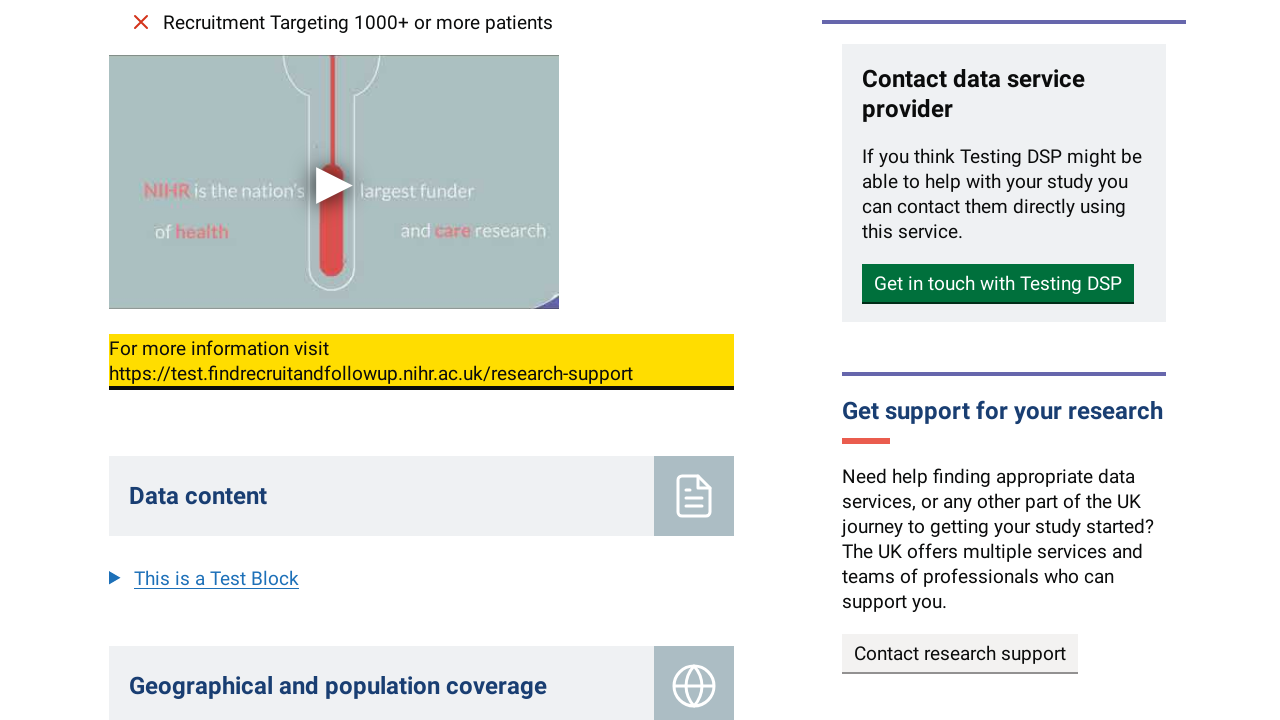 Recruitment Targeting 1000+ or more patients
NIHR is the nation's largest funder
of health and care research
For more information visit
https://test.findrecruitandfollowup.nihr.ac.uk/research-support
Data content
This is a Test Block
Geographical and population coverage
Contact data service
provider
If you think Testing DSP might be
able to help with your study you
can contact them directly using
this service.
Get in touch with Testing DSP
Get support for your research
Need help finding appropriate data
services, or any other part of the UK
journey to getting your study started?
The UK offers multiple services and
teams of professionals who can
support you.
Contact research support